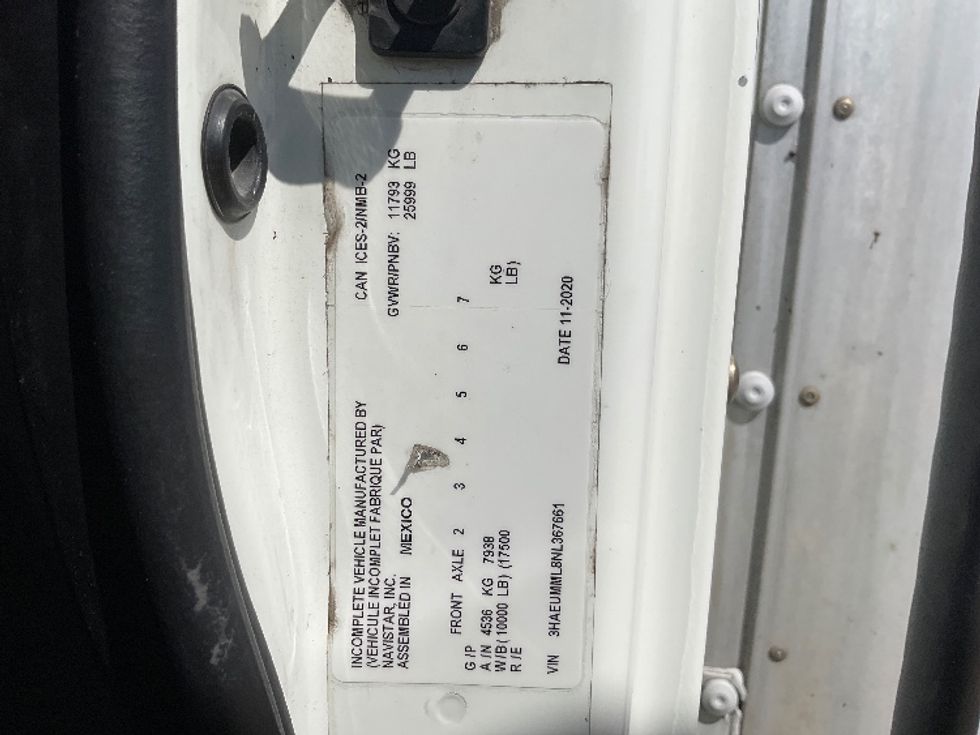 INCOMPLETE VEHICLE MANUFACTURED BY
(VEHICULE INCOMPLET FABRIQUE PAR) CAN ICES-2/NMB-2
NAVISTAR, INC. GVWR/PNBV: 11793 KG
ASSEMBLED IN MEXICO 25999 LB
FRONT AXLE 2 3 4 5 6 7
G/P
A/N 4536 KG 7938 KG
W/B (10000 LB) (17500 LB)
R/E
VIN 3HAEUMML8NL367661 DATE 11-2020